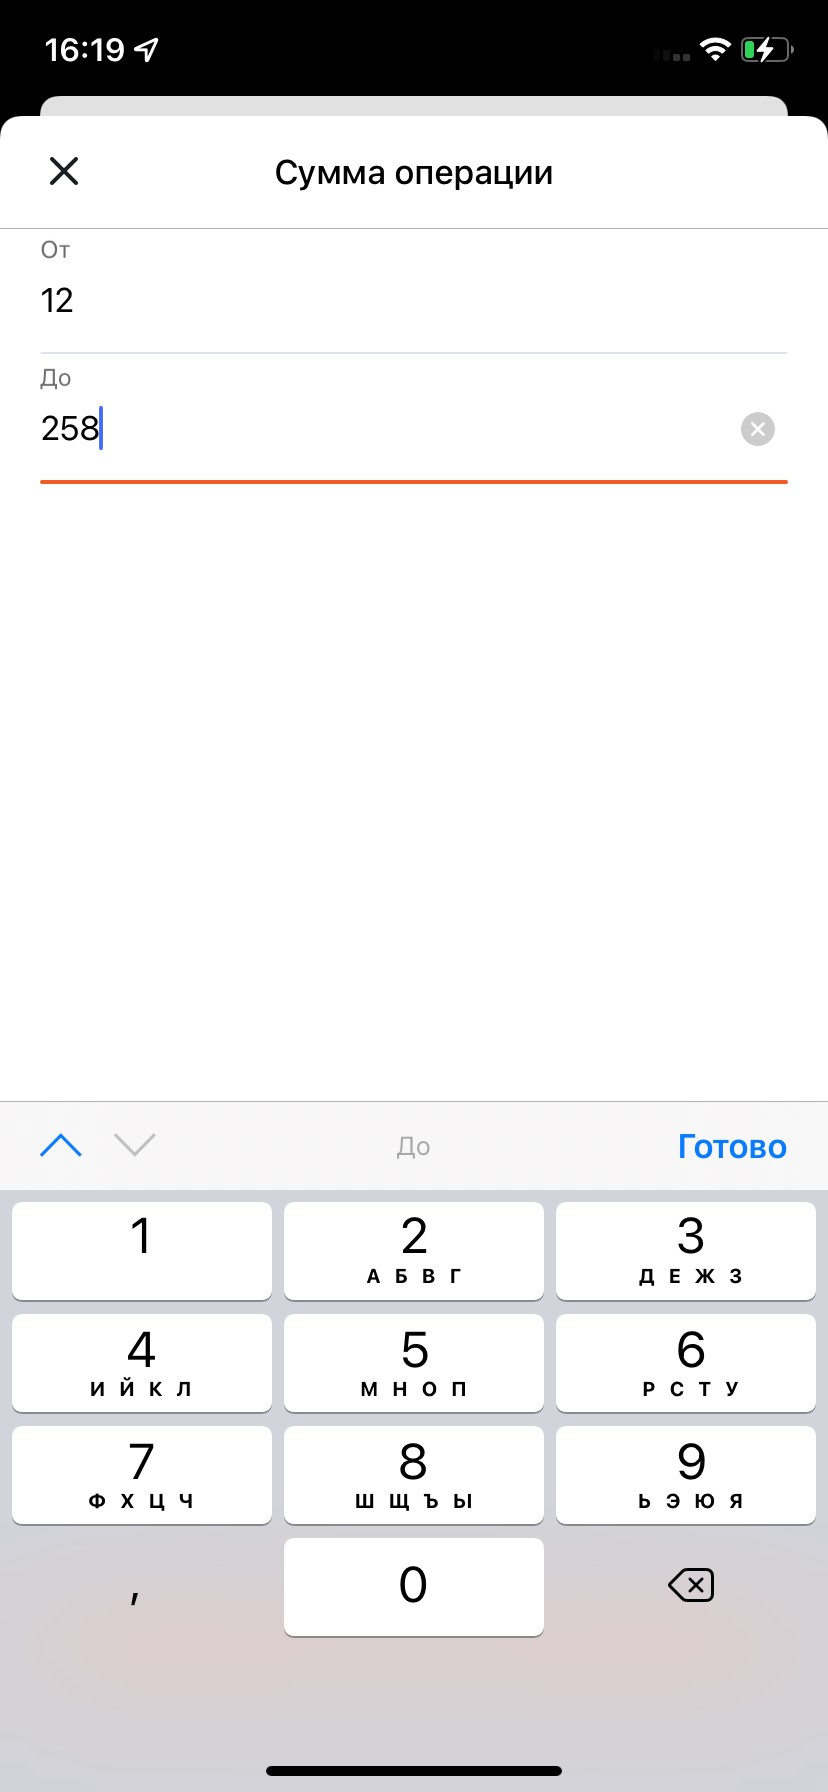 16:19
Сумма операции
От
12
До
258
До
Готово
1
2
3
А Б В Г
Д Е Ж З
4
5
6
И Й К Л
М Н О П
Р С Т У
7
8
9
Ф Х Ц Ч
Ш Щ Ъ Ы
Ь Э Ю Я
,
0